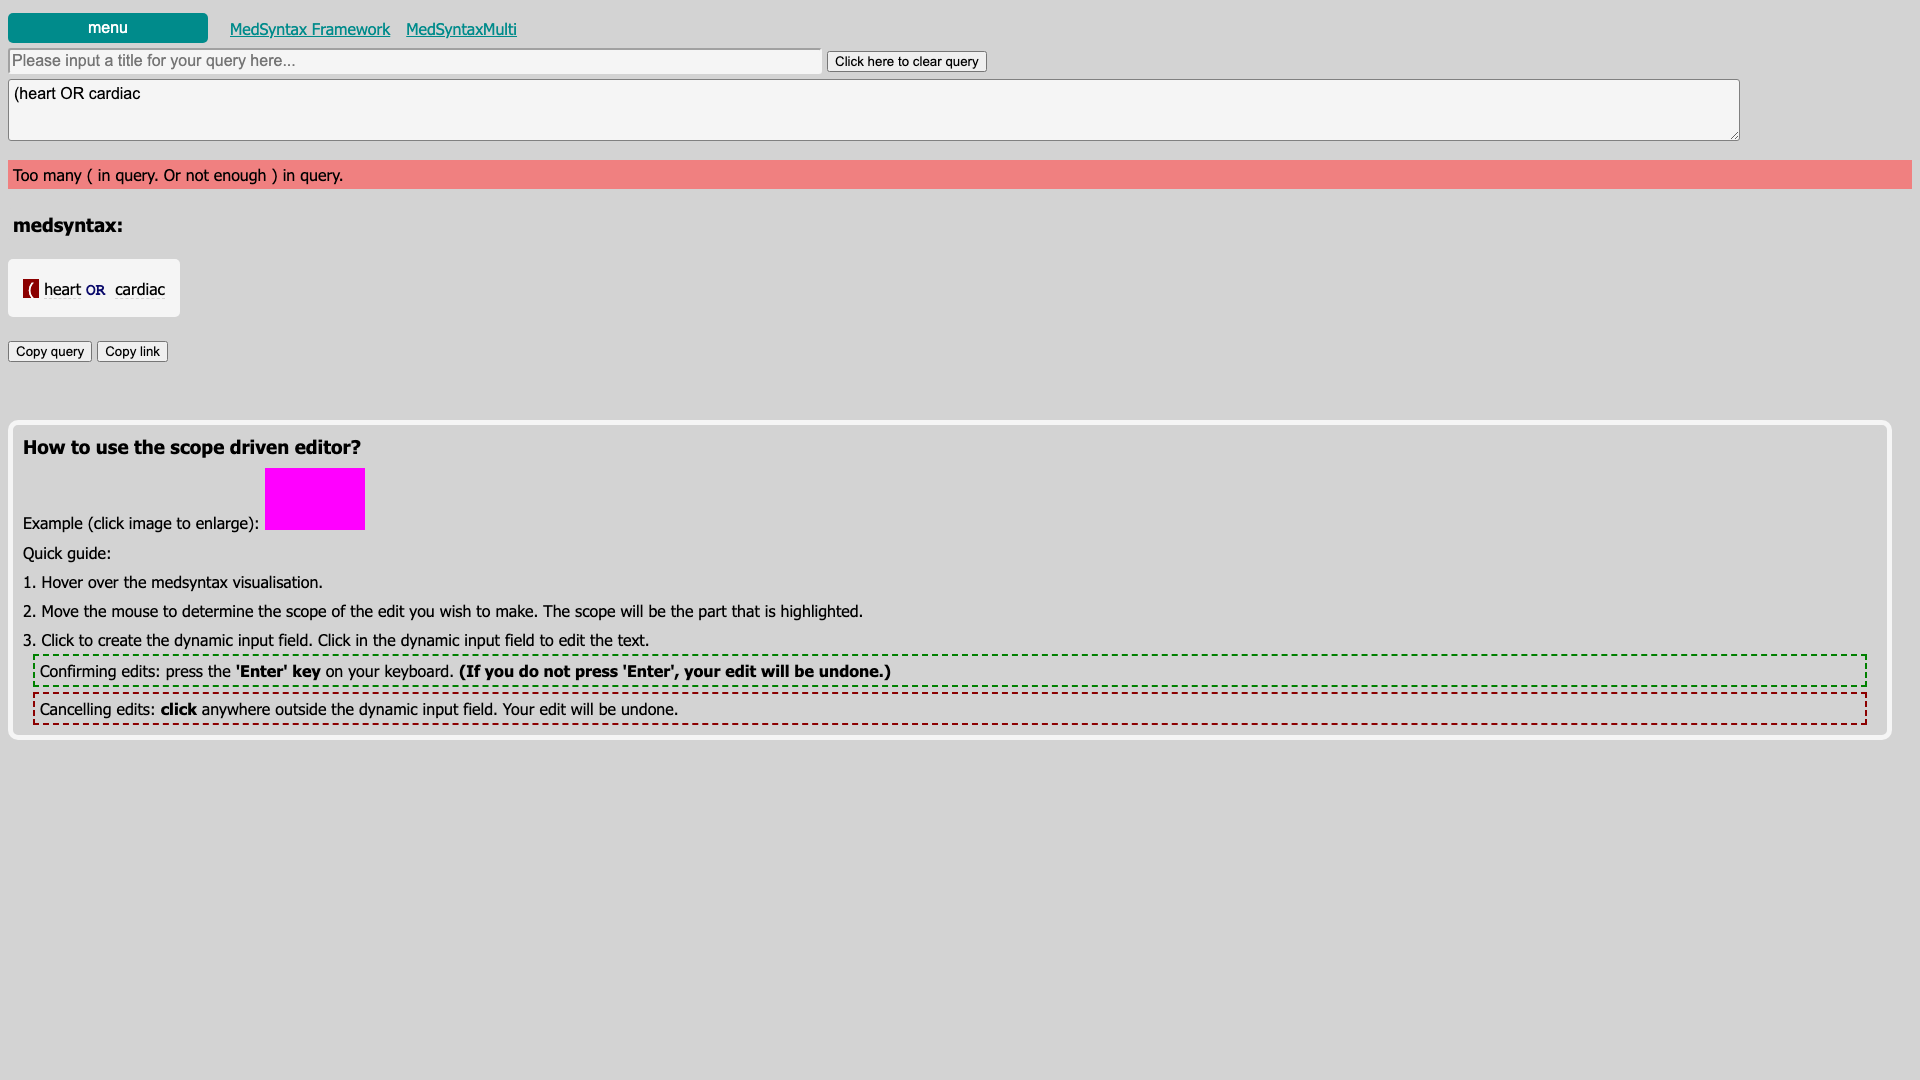 menu MedSyntax Framework MedSyntaxMulti
Please input a title for your query here... Click here to clear query
(heart OR cardiac
Too many ( in query. Or not enough ) in query.
medsyntax:
( heart OR cardiac
Copy query Copy link
How to use the scope driven editor?
Example (click image to enlarge):
Quick guide:
1. Hover over the medsyntax visualisation.
2. Move the mouse to determine the scope of the edit you wish to make. The scope will be the part that is highlighted.
3. Click to create the dynamic input field. Click in the dynamic input field to edit the text.
Confirming edits: press the 'Enter' key on your keyboard. (If you do not press 'Enter', your edit will be undone.)
Cancelling edits: click anywhere outside the dynamic input field. Your edit will be undone.